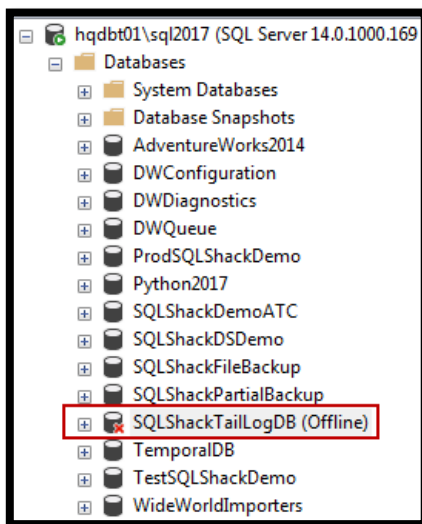 hqdbt01\sql2017 (SQL Server 14.0.1000.169
Databases
System Databases
Database Snapshots
AdventureWorks2014
DWConfiguration
DWDiagnostics
DWQueue
ProdSQLShackDemo
Python2017
SQLShackDemoATC
SQLShackDSDemo
SQLShackFileBackup
SQLShackPartialBackup
SQLShackTailLogDB (Offline)
TemporalDB
TestSQLShackDemo
WideWorldImporters